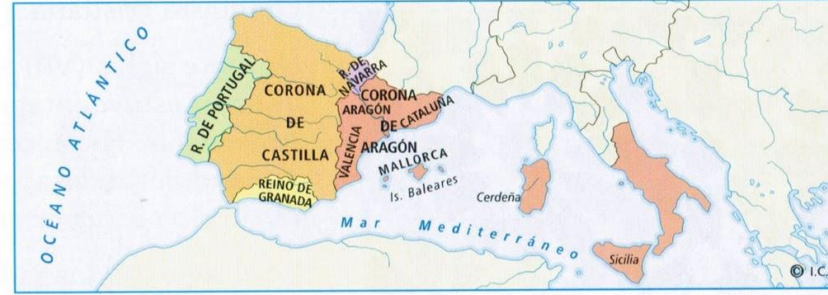 OCÉANO ATLÁNTICO
R. DE PORTUGAL
CORONA
DE
CASTILLA
R. DE
NAVARRA
CORONA
ARAGÓN
DE CATALUÑA
ARAGÓN
VALENCIA
MALLORCA
Is. Baleares
REINO DE
GRANADA
Cerdeña
Mar Mediterráneo
Sicilia
© I.C.